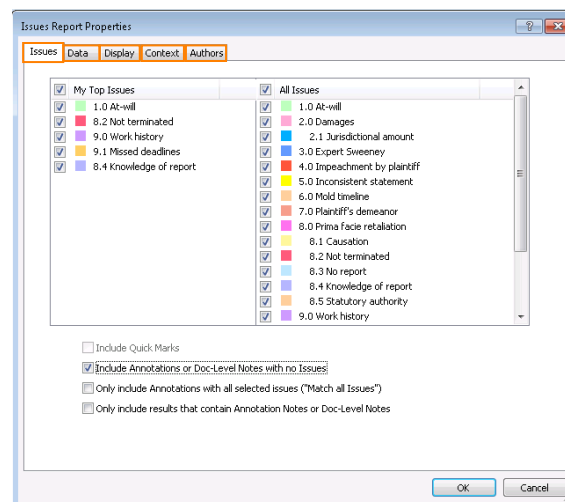 Issues Report Properties
Issues Data Display Context Authors
My Top Issues
1.0 At-will
8.2 Not terminated
9.0 Work history
9.1 Missed deadlines
8.4 Knowledge of report
All Issues
1.0 At-will
2.0 Damages
2.1 Jurisdictional amount
3.0 Expert Sweeney
4.0 Impeachment by plaintiff
5.0 Inconsistent statement
6.0 Mold timeline
7.0 Plaintiff's demeanor
8.0 Prima facie retaliation
8.1 Causation
8.2 Not terminated
8.3 No report
8.4 Knowledge of report
8.5 Statutory authority
9.0 Work history
Include Quick Marks
Include Annotations or Doc-Level Notes with no Issues
Only include Annotations with all selected issues ("Match all Issues")
Only include results that contain Annotation Notes or Doc-Level Notes
OK Cancel